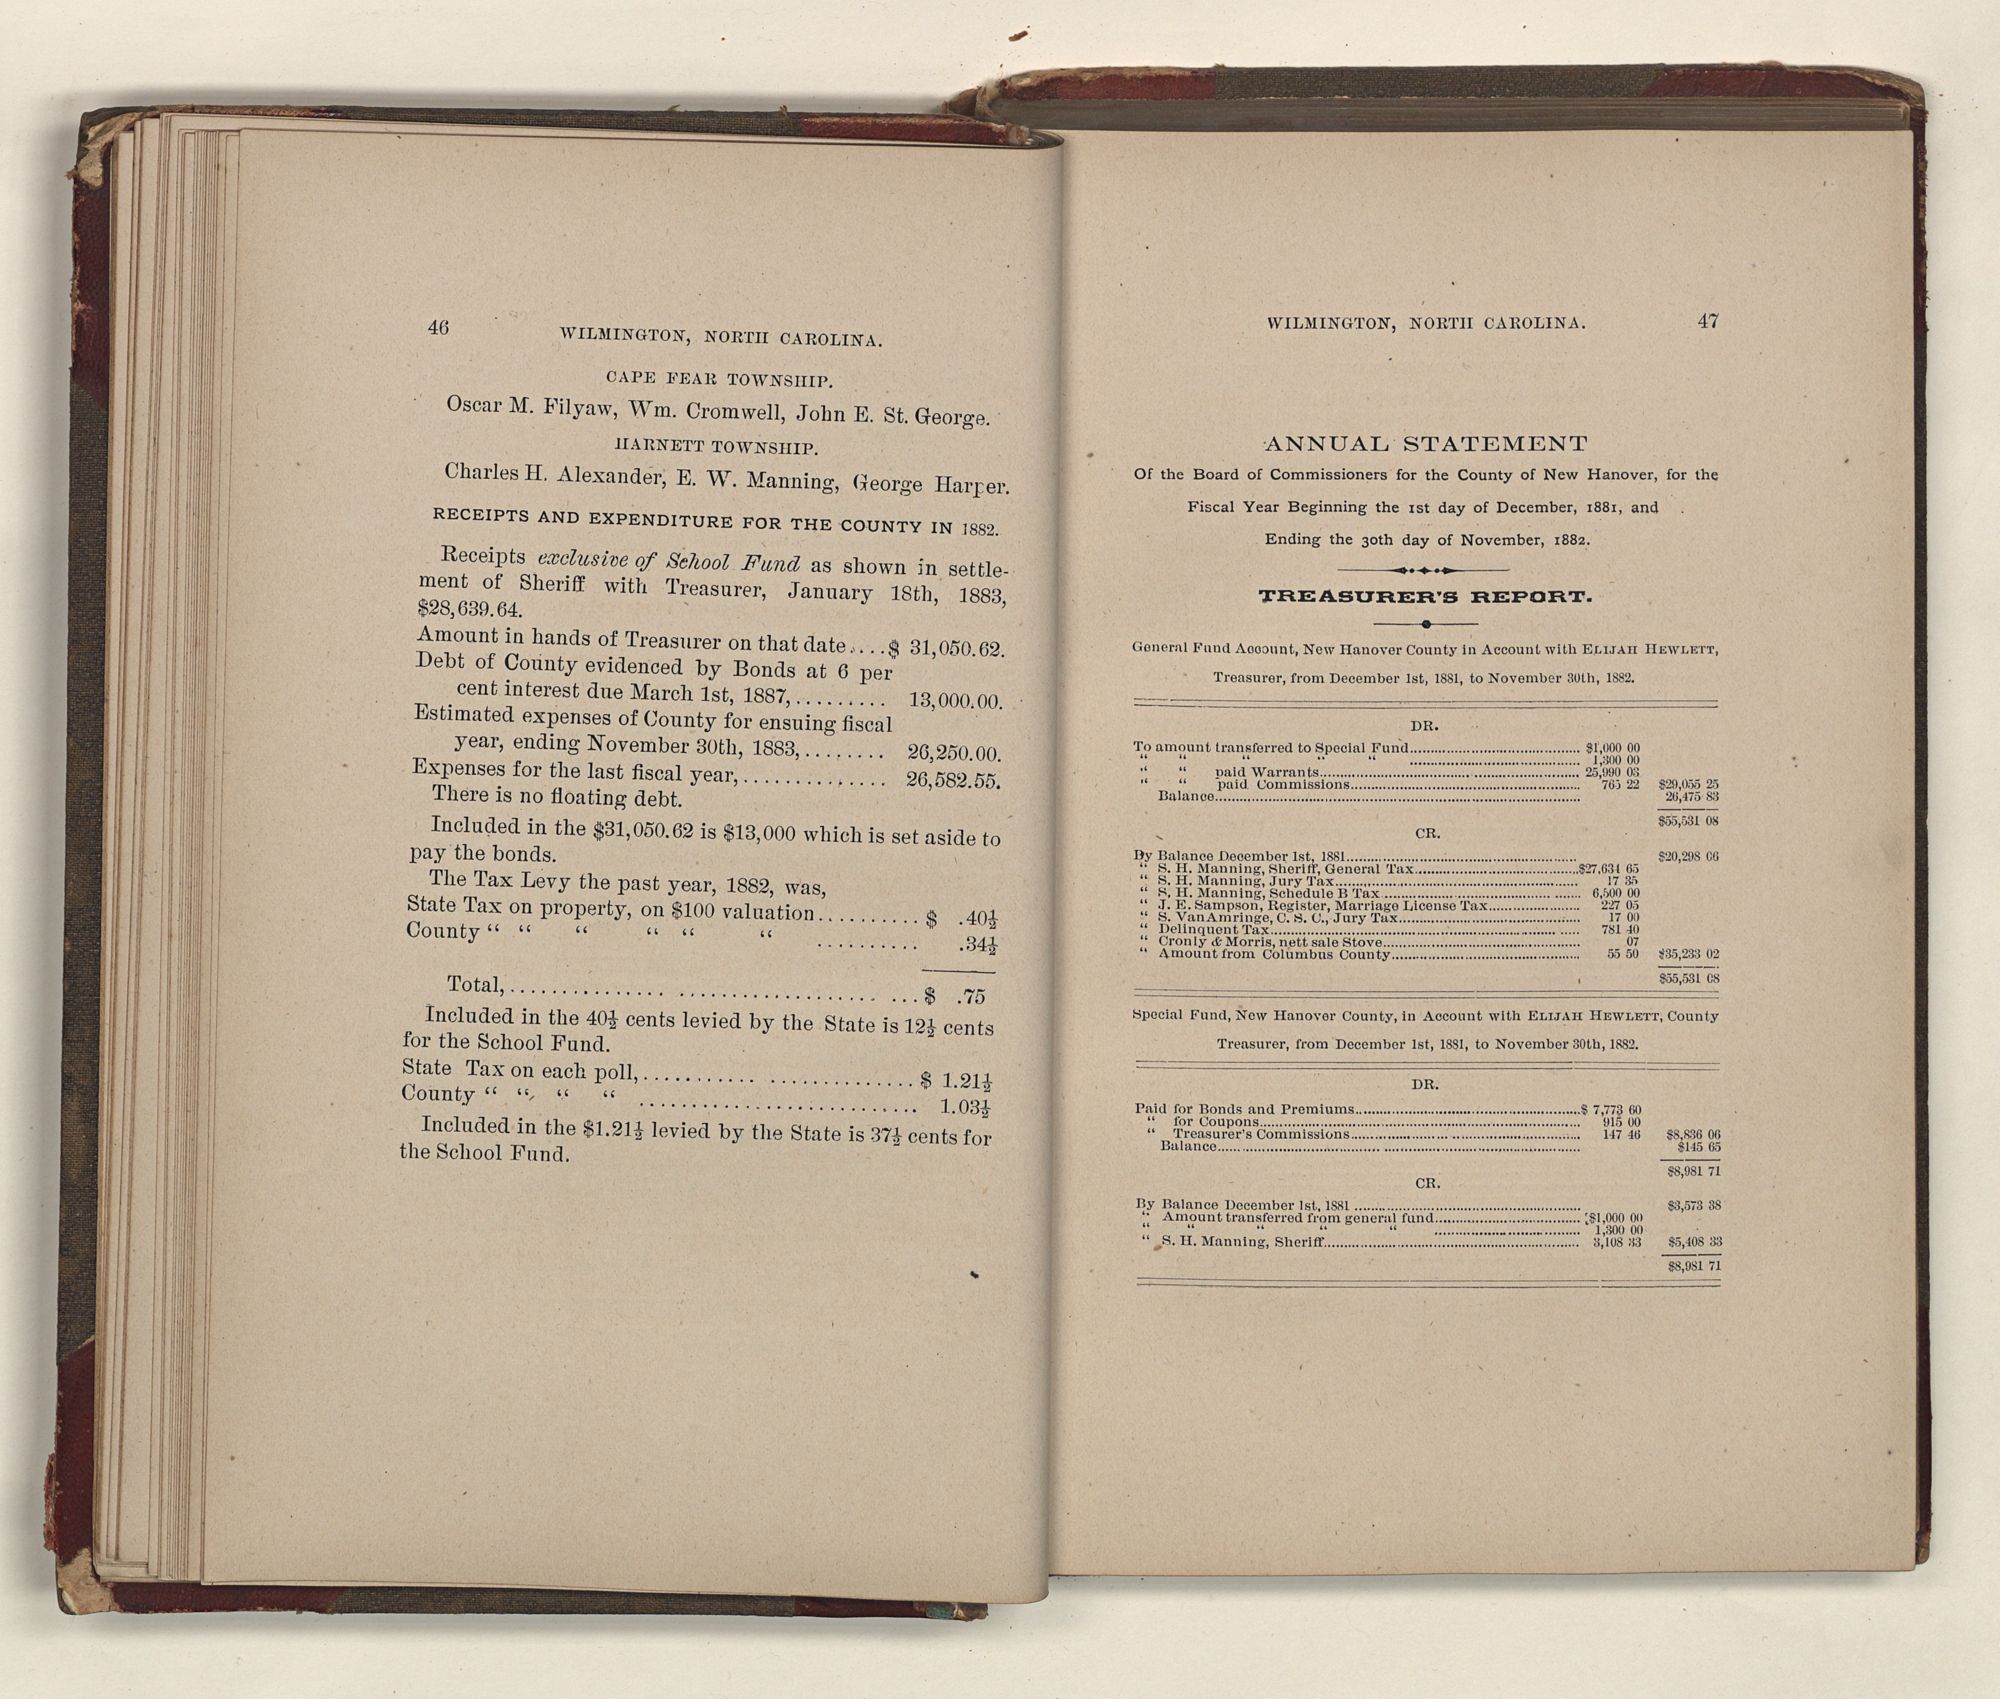 46
WILMINGTON, NORTH CAROLINA.
CAPE FEAR TOWNSHIP.
Oscar M. Filyaw, Wm. Cromwell, John E. St. George.
HARNETT TOWNSHIP.
Charles H. Alexander, E. W. Manning, George Harper.
RECEIPTS AND EXPENDITURE FOR THE COUNTY IN 1882.
Receipts exclusive of School Fund as shown in settle-
ment of Sheriff with Treasurer, January 18th, 1883,
$28,639.64.
Amount in hands of Treasurer on that date....$ 31,050.62.
Debt of County evidenced by Bonds at 6 per
cent interest due March 1st, 1887,......... 13,000.00.
Estimated expenses of County for ensuing fiscal
year, ending November 30th, 1883,........ 26,250.00.
Expenses for the last fiscal year,.............. 26,582.55.
There is no floating debt.
Included in the $31,050.62 is $13,000 which is set aside to
pay the bonds.
The Tax Levy the past year, 1882, was,
State Tax on property, on $100 valuation.......... $ .40½
County “ “ “ “ “ “ .......... .34½
Total,............... ................... ...$ .75
Included in the 40½ cents levied by the State is 12½ cents
for the School Fund.
State Tax on each poll,........... ..............$ 1.21½
County “ “, “ “ ........................... 1.03½
Included in the $1.21½ levied by the State is 37½ cents for
the School Fund.
WILMINGTON, NORTH CAROLINA. 47
ANNUAL STATEMENT
Of the Board of Commissioners for the County of New Hanover, for the
Fiscal Year Beginning the 1st day of December, 1881, and
Ending the 30th day of November, 1882.
TREASURER'S REPORT.
General Fund Account, New Hanover County in Account with ELIJAH HEWLETT,
Treasurer, from December 1st, 1881, to November 30th, 1882.
DR.
To amount transferred to Special Fund.................... $1,000 00
“ “ “ “ “ .................... 1,300 00
“ “ paid Warrants.................... 25,990 03
“ “ paid Commissions.................... 765 22 $29,055 25
Balance.................... 26,475 83
$55,531 08
CR.
By Balance December 1st, 1881.................... $20,298 06
“ S. H. Manning, Sheriff, General Tax....................$27,634 65
“ S. H. Manning, Jury Tax.................... 17 35
“ S. H. Manning, Schedule B Tax.................... 6,500 00
“ J. E. Sampson, Register, Marriage License Tax.................... 227 05
“ S. VanAmringe, C. S. C., Jury Tax.................... 17 00
“ Delinquent Tax.................... 781 40
“ Cronly & Morris, nett sale Stove.................... 07
“ Amount from Columbus County.................... 55 50 $35,233 02
$55,531 08
Special Fund, New Hanover County, in Account with ELIJAH HEWLETT, County
Treasurer, from December 1st, 1881, to November 30th, 1882.
DR.
Paid for Bonds and Premiums....................$ 7,773 60
“ for Coupons.................... 915 00
“ Treasurer's Commissions.................... 147 46 $8,836 06
Balance.................... $145 65
$8,981 71
CR.
By Balance December 1st, 1881 .................... $3,573 38
“ Amount transferred from general fund.................... $1,000 00
“ “ “ “ “ .................... 1,300 00
“ S. H. Manning, Sheriff.................... 3,108 33 $5,408 33
$8,981 71